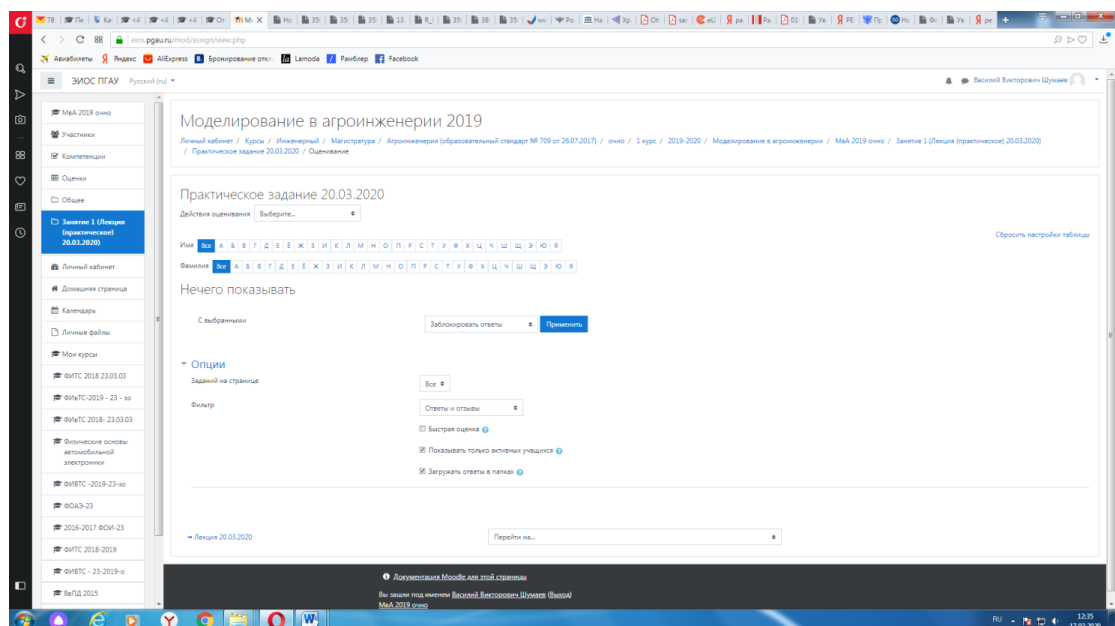 eios.pgau.ru/mod/assign/view.php
Авиабилеты Яндекс AliExpress Бронирование отел Lamoda Рамблер Facebook
ЭИОС ПГАУ Русский (ru)
Василий Викторович Шумаев
МвА 2019 очно
Участники
Компетенции
Оценки
Общее
Занятие 1 (Лекция
(практическое)
20.03.2020)
Личный кабинет
Домашняя страница
Календарь
Личные файлы
Мои курсы
ФИТС 2018 23.03.03
ФИвТС-2019 - 23 - зо
ФИвТС 2018- 23.03.03
Физические основы
автомобильной
электроники
ФИВТС -2019-23-зо
ФОАЭ-23
2016-2017 ФОИ-23
ФИТС 2018-2019
ФИВТС - 23-2019-о
ВвПД 2015
Моделирование в агроинженерии 2019
Личный кабинет / Курсы / Инженерный / Магистратура / Агроинженерия (образовательный стандарт № 709 от 26.07.2017) / очно / 1 курс / 2019-2020 / Моделирование в агроинженерии / МвА 2019 очно / Занятие 1 (Лекция (практическое) 20.03.2020)
/ Практическое задание 20.03.2020 / Оценивание
Практическое задание 20.03.2020
Действия оценивания Выберите...
Сбросить настройки таблицы
Имя Все А Б В Г Д Е Ё Ж З И К Л М Н О П Р С Т У Ф Х Ц Ч Ш Щ Э Ю Я
Фамилия Все А Б В Г Д Е Ё Ж З И К Л М Н О П Р С Т У Ф Х Ц Ч Ш Щ Э Ю Я
Нечего показывать
С выбранными Заблокировать ответы Применить
Опции
Заданий на странице Все
Фильтр Ответы и отзывы
Быстрая оценка
Показывать только активных учащихся
Загружать ответы в папках
Лекция 20.03.2020 Перейти на...
Документация Moodle для этой страницы
Вы зашли под именем Василий Викторович Шумаев (Выход)
МвА 2019 очно
RU 12:35
17.03.2020